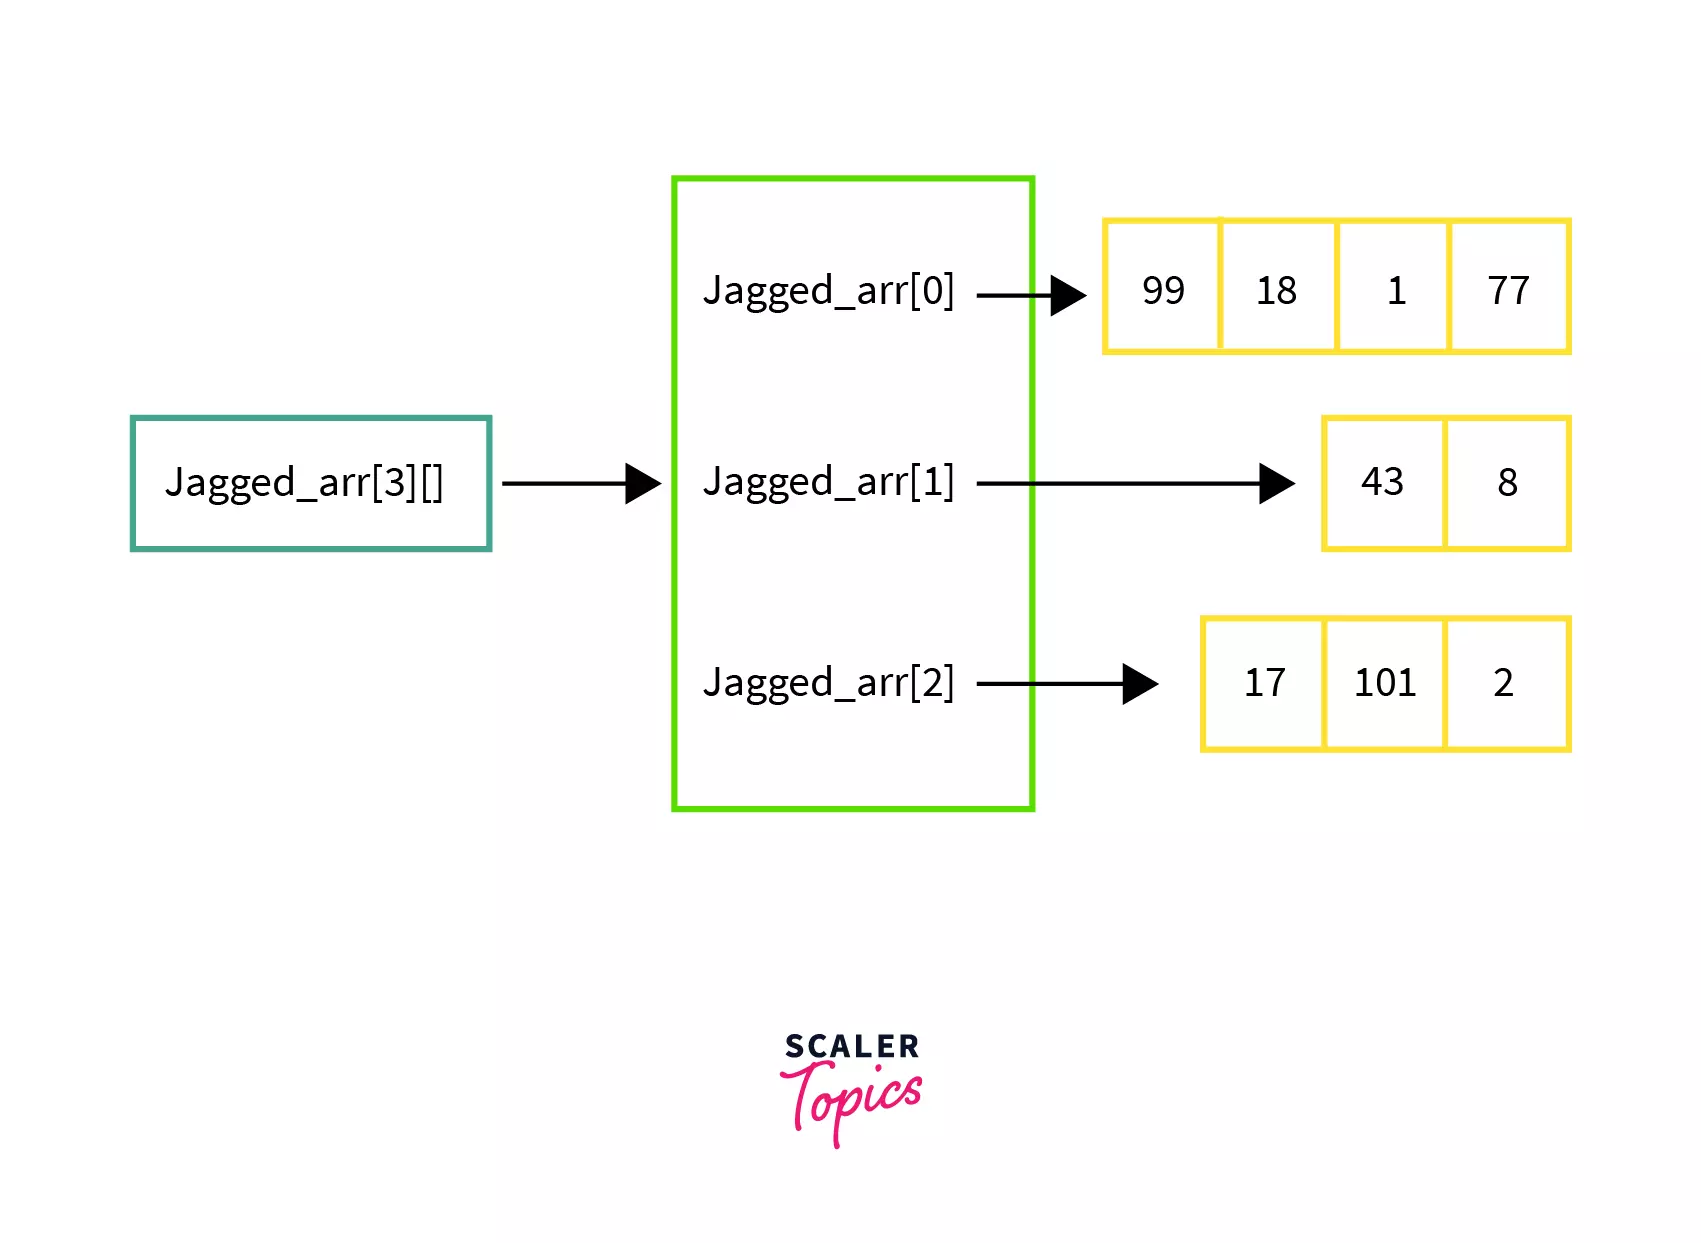 Jagged_arr[3][]
Jagged_arr[0]
99 18 1 77
Jagged_arr[1]
43 8
Jagged_arr[2]
17 101 2
SCALER
Topics